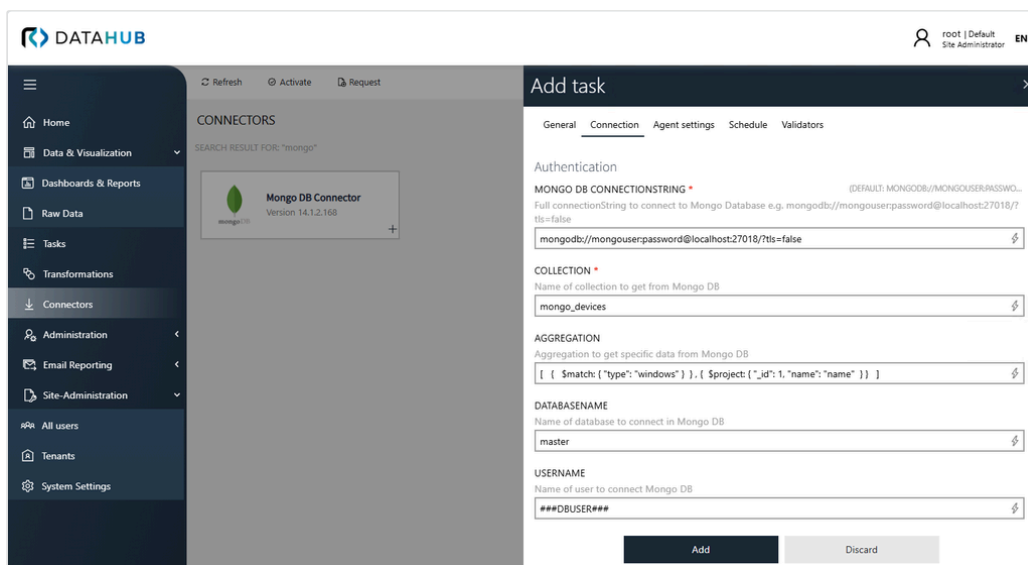 DATAHUB
root | Default
Site Administrator
EN
Refresh
Activate
Request
Home
Data & Visualization
Dashboards & Reports
Raw Data
Tasks
Transformations
Connectors
Administration
Email Reporting
Site-Administration
All users
Tenants
System Settings
CONNECTORS
SEARCH RESULT FOR: "mongo"
mongoDB
Mongo DB Connector
Version 14.1.2.168
+
Add task
General Connection Agent settings Schedule Validators
Authentication
MONGO DB CONNECTIONSTRING * (DEFAULT: MONGODB://MONGOUSER:PASSWO...
Full connectionString to connect to Mongo Database e.g. mongodb://mongouser:password@localhost:27018/?
tls=false
mongodb://mongouser:password@localhost:27018/?tls=false
COLLECTION *
Name of collection to get from Mongo DB
mongo_devices
AGGREGATION
Aggregation to get specific data from Mongo DB
[ { $match: { "type": "windows" } } , { $project: { "_id": 1, "name": "name" } } ]
DATABASENAME
Name of database to connect in Mongo DB
master
USERNAME
Name of user to connect Mongo DB
###DBUSER###
Add
Discard